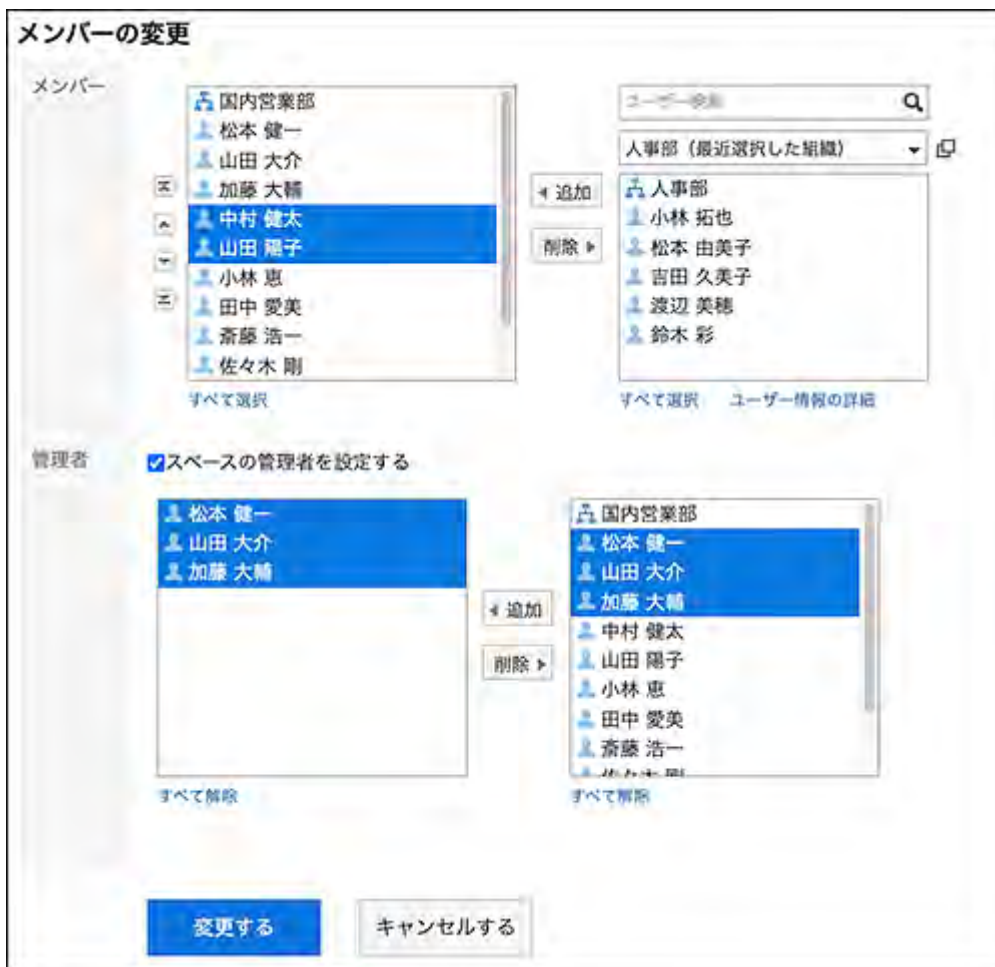 メンバーの変更
メンバー
国内営業部
松本 健一
山田 大介
加藤 大輔
中村 健太
山田 陽子
小林 恵
田中 愛美
斎藤 浩一
佐々木 剛
すべて選択
追加
削除
ユーザー検索
人事部（最近選択した組織）
人事部
小林 拓也
松本 由美子
吉田 久美子
渡辺 美穂
鈴木 彩
すべて選択 ユーザー情報の詳細
管理者
スペースの管理者を設定する
松本 健一
山田 大介
加藤 大輔
すべて解除
追加
削除
国内営業部
松本 健一
山田 大介
加藤 大輔
中村 健太
山田 陽子
小林 恵
田中 愛美
斎藤 浩一
佐々木 剛
すべて解除
変更する
キャンセルする